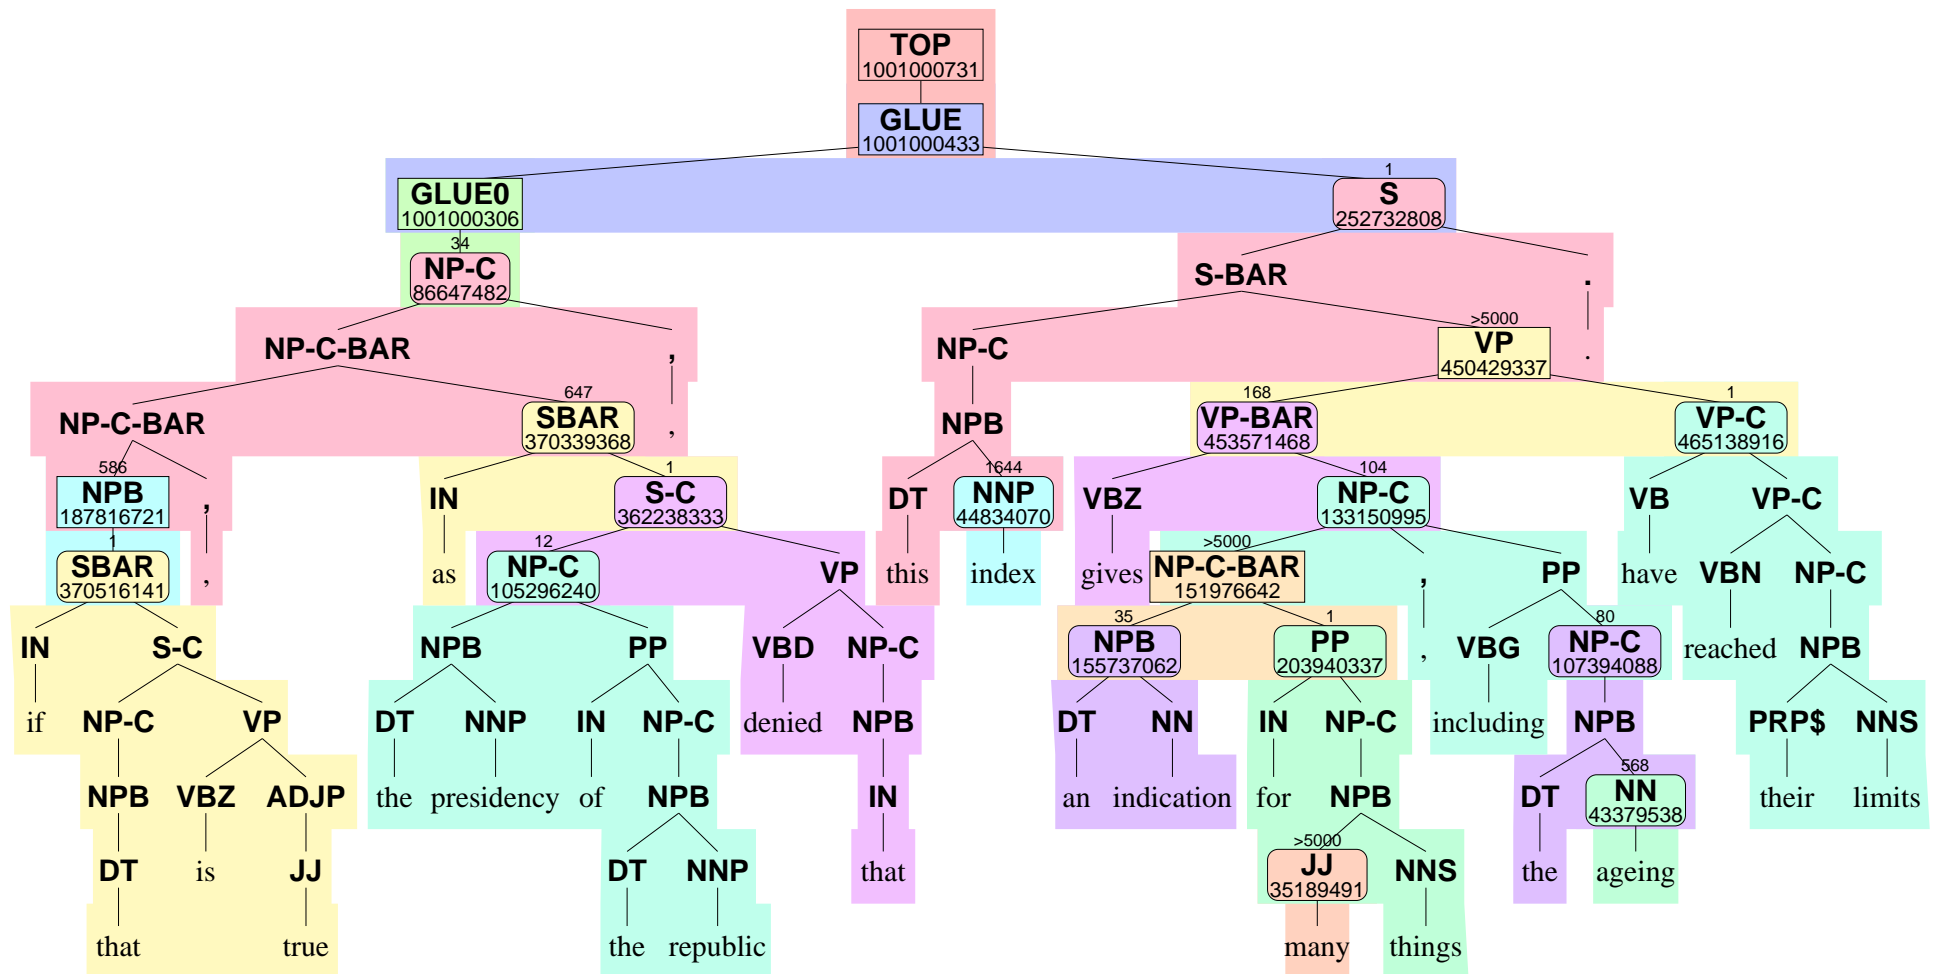 TOP
1001000731
GLUE
1001000433
1
GLUE0 S
1001000306 252732808
34
NP-C S-BAR .
86647482
>5000
NP-C-BAR , NP-C VP .
450429337
647 168 1
NP-C-BAR SBAR , NPB VP-BAR VP-C
370339368 453571468 465138916
586 1 1644 104
NPB , IN S-C DT NNP VBZ NP-C VB VP-C
187816721 362238333 44834070 133150995
1 12 >5000
SBAR , as NP-C VP this index gives NP-C-BAR , PP have VBN NP-C
370516141 105296240 151976642
35 1 80
IN S-C NPB PP VBD NP-C NPB PP , VBG NP-C reached NPB
155737062 203940337 107394088
if NP-C VP DT NNP IN NP-C denied NPB DT NN IN NP-C including NPB PRP$ NNS
568
NPB VBZ ADJP the presidency of NPB IN an indication for NPB DT NN their limits
43379538
>5000
DT is JJ DT NNP that JJ NNS the ageing
35189491
that true the republic many things